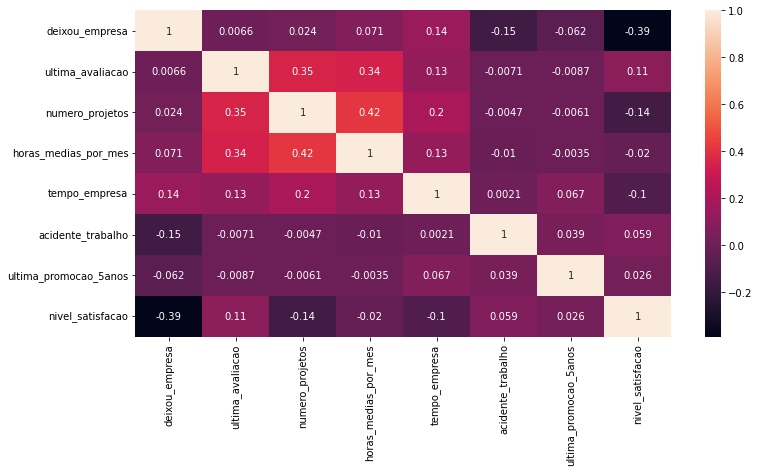 deixou_empresa 1 0.0066 0.024 0.071 0.14 -0.15 -0.062 -0.39
ultima_avaliacao 0.0066 1 0.35 0.34 0.13 -0.0071 -0.0087 0.11
numero_projetos 0.024 0.35 1 0.42 0.2 -0.0047 -0.0061 -0.14
horas_medias_por_mes 0.071 0.34 0.42 1 0.13 -0.01 -0.0035 -0.02
tempo_empresa 0.14 0.13 0.2 0.13 1 0.0021 0.067 -0.1
acidente_trabalho -0.15 -0.0071 -0.0047 -0.01 0.0021 1 0.039 0.059
ultima_promocao_5anos -0.062 -0.0087 -0.0061 -0.0035 0.067 0.039 1 0.026
nivel_satisfacao -0.39 0.11 -0.14 -0.02 -0.1 0.059 0.026 1
deixou_empresa
ultima_avaliacao
numero_projetos
horas_medias_por_mes
tempo_empresa
acidente_trabalho
ultima_promocao_5anos
nivel_satisfacao
1.0
0.8
0.6
0.4
0.2
0.0
−0.2